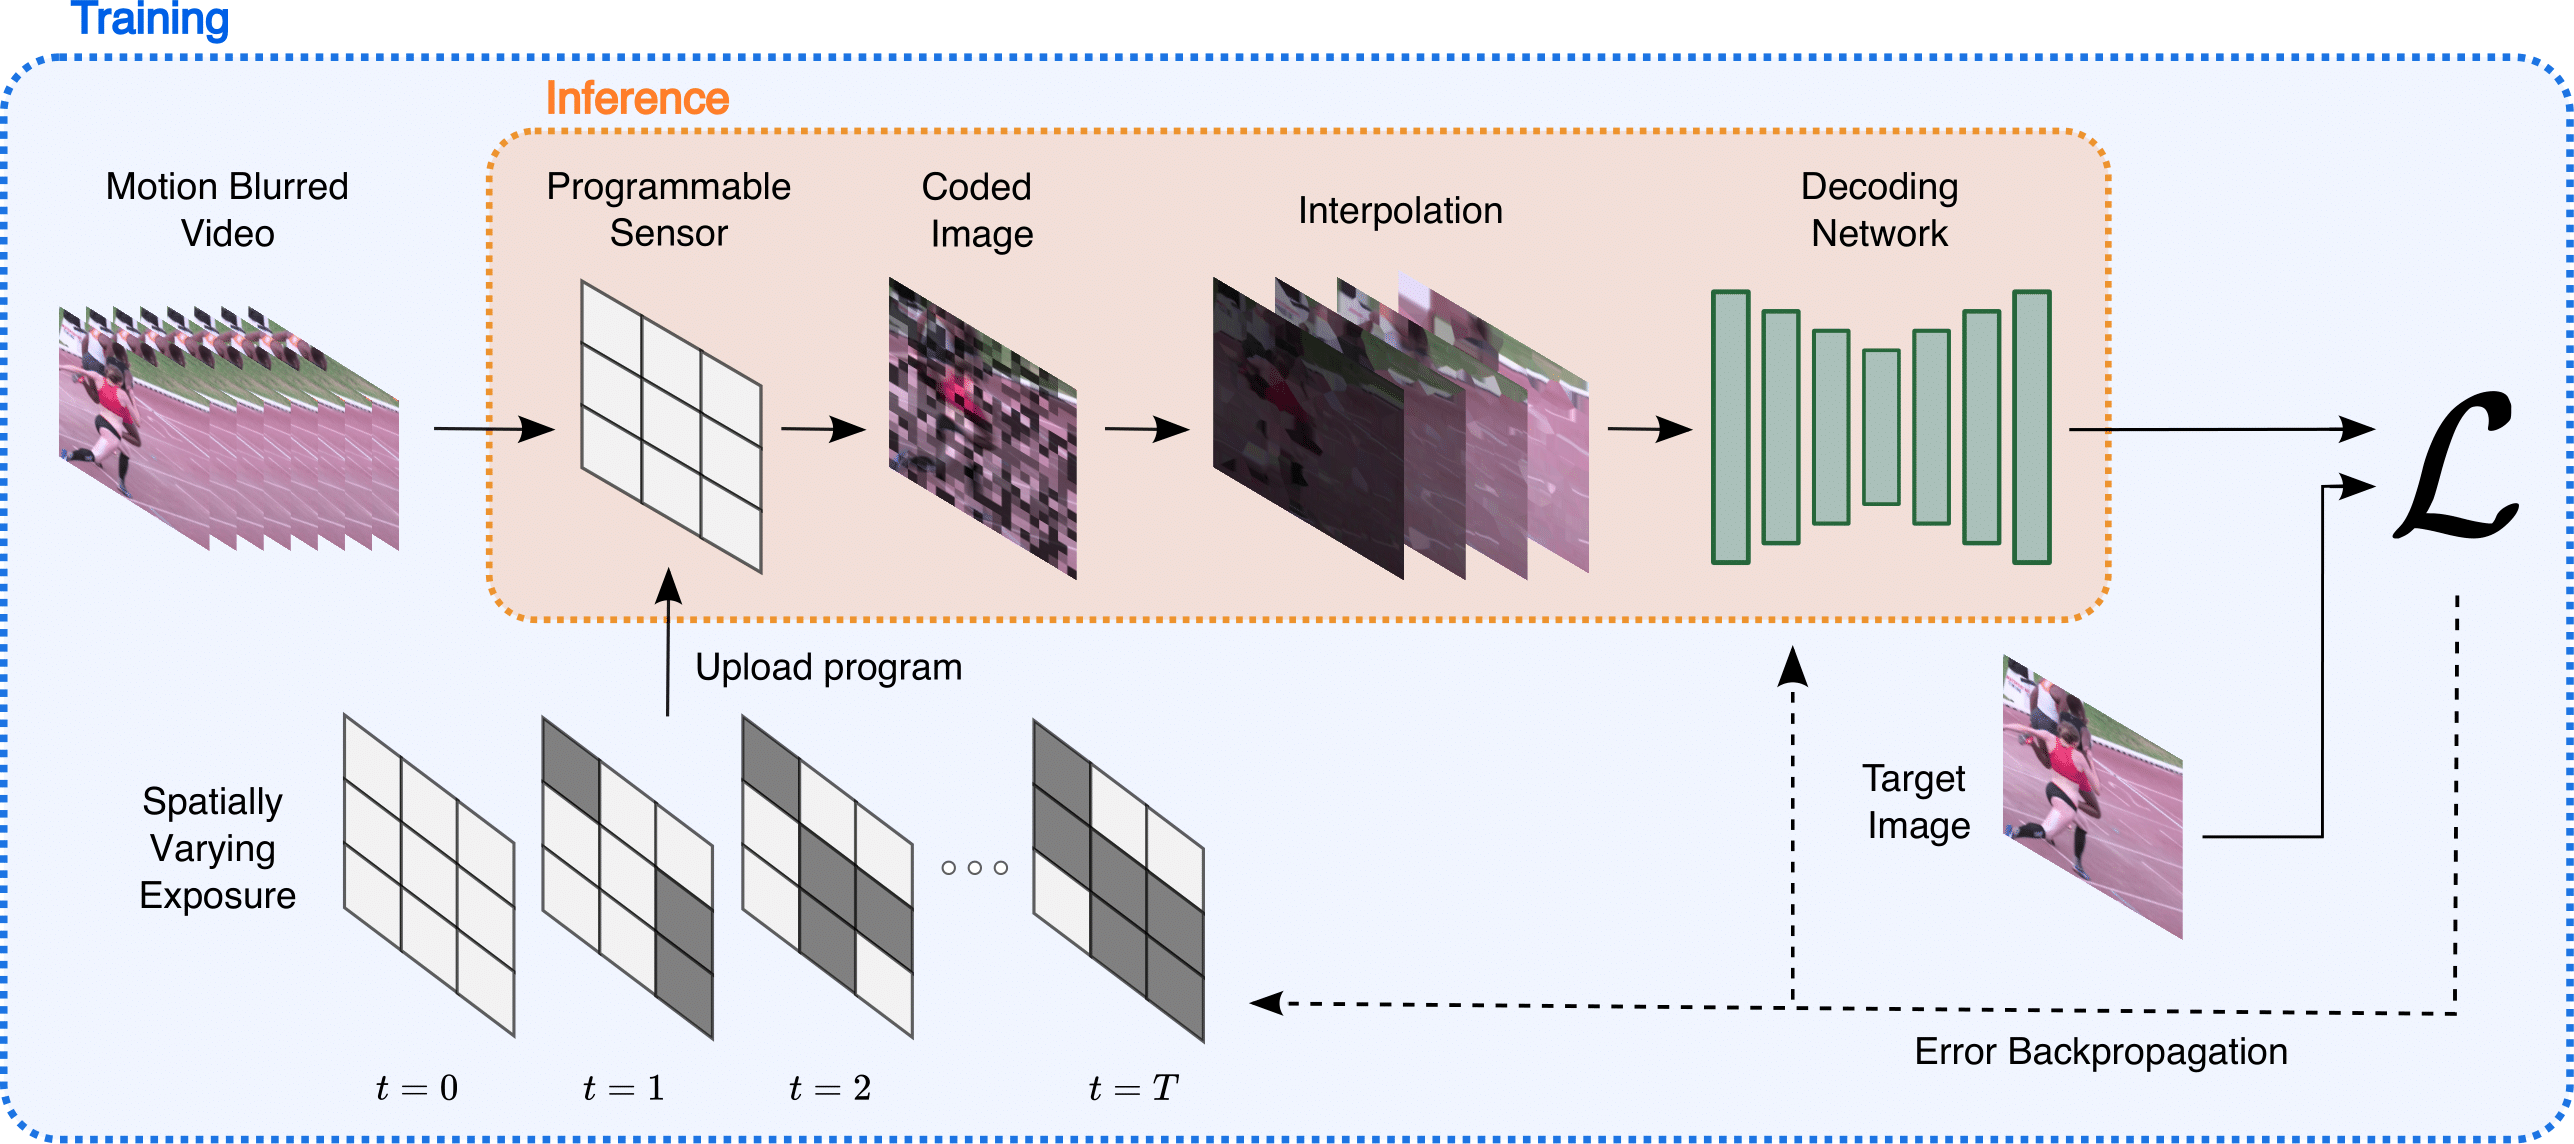 Training
Inference
Motion Blurred
Video
Programmable
Sensor
Coded
Image
Interpolation
Decoding
Network
ℒ
Upload program
Spatially
Varying
Exposure
Target
Image
Error Backpropagation
t = 0
t = 1
t = 2
t = T